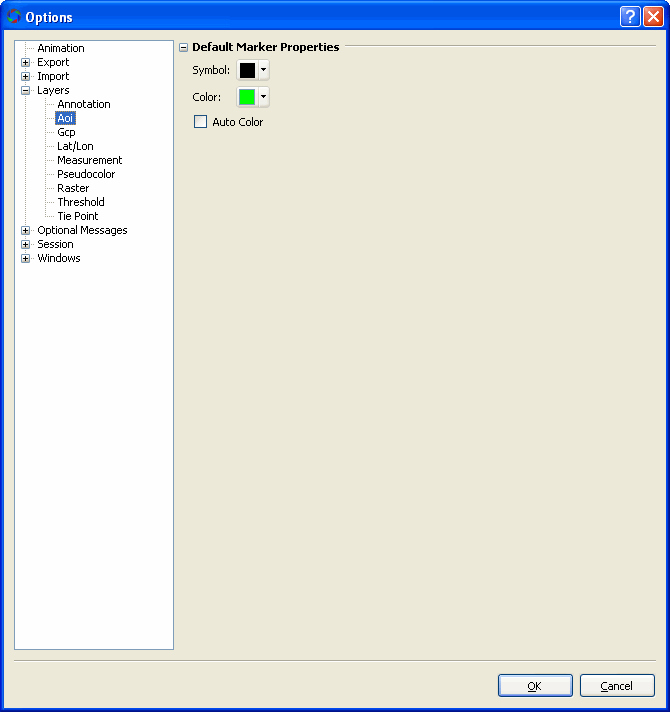 Options
Animation
Export
Import
Layers
Annotation
Aoi
Gcp
Lat/Lon
Measurement
Pseudocolor
Raster
Threshold
Tie Point
Optional Messages
Session
Windows
Default Marker Properties
Symbol:
Color:
Auto Color
OK
Cancel